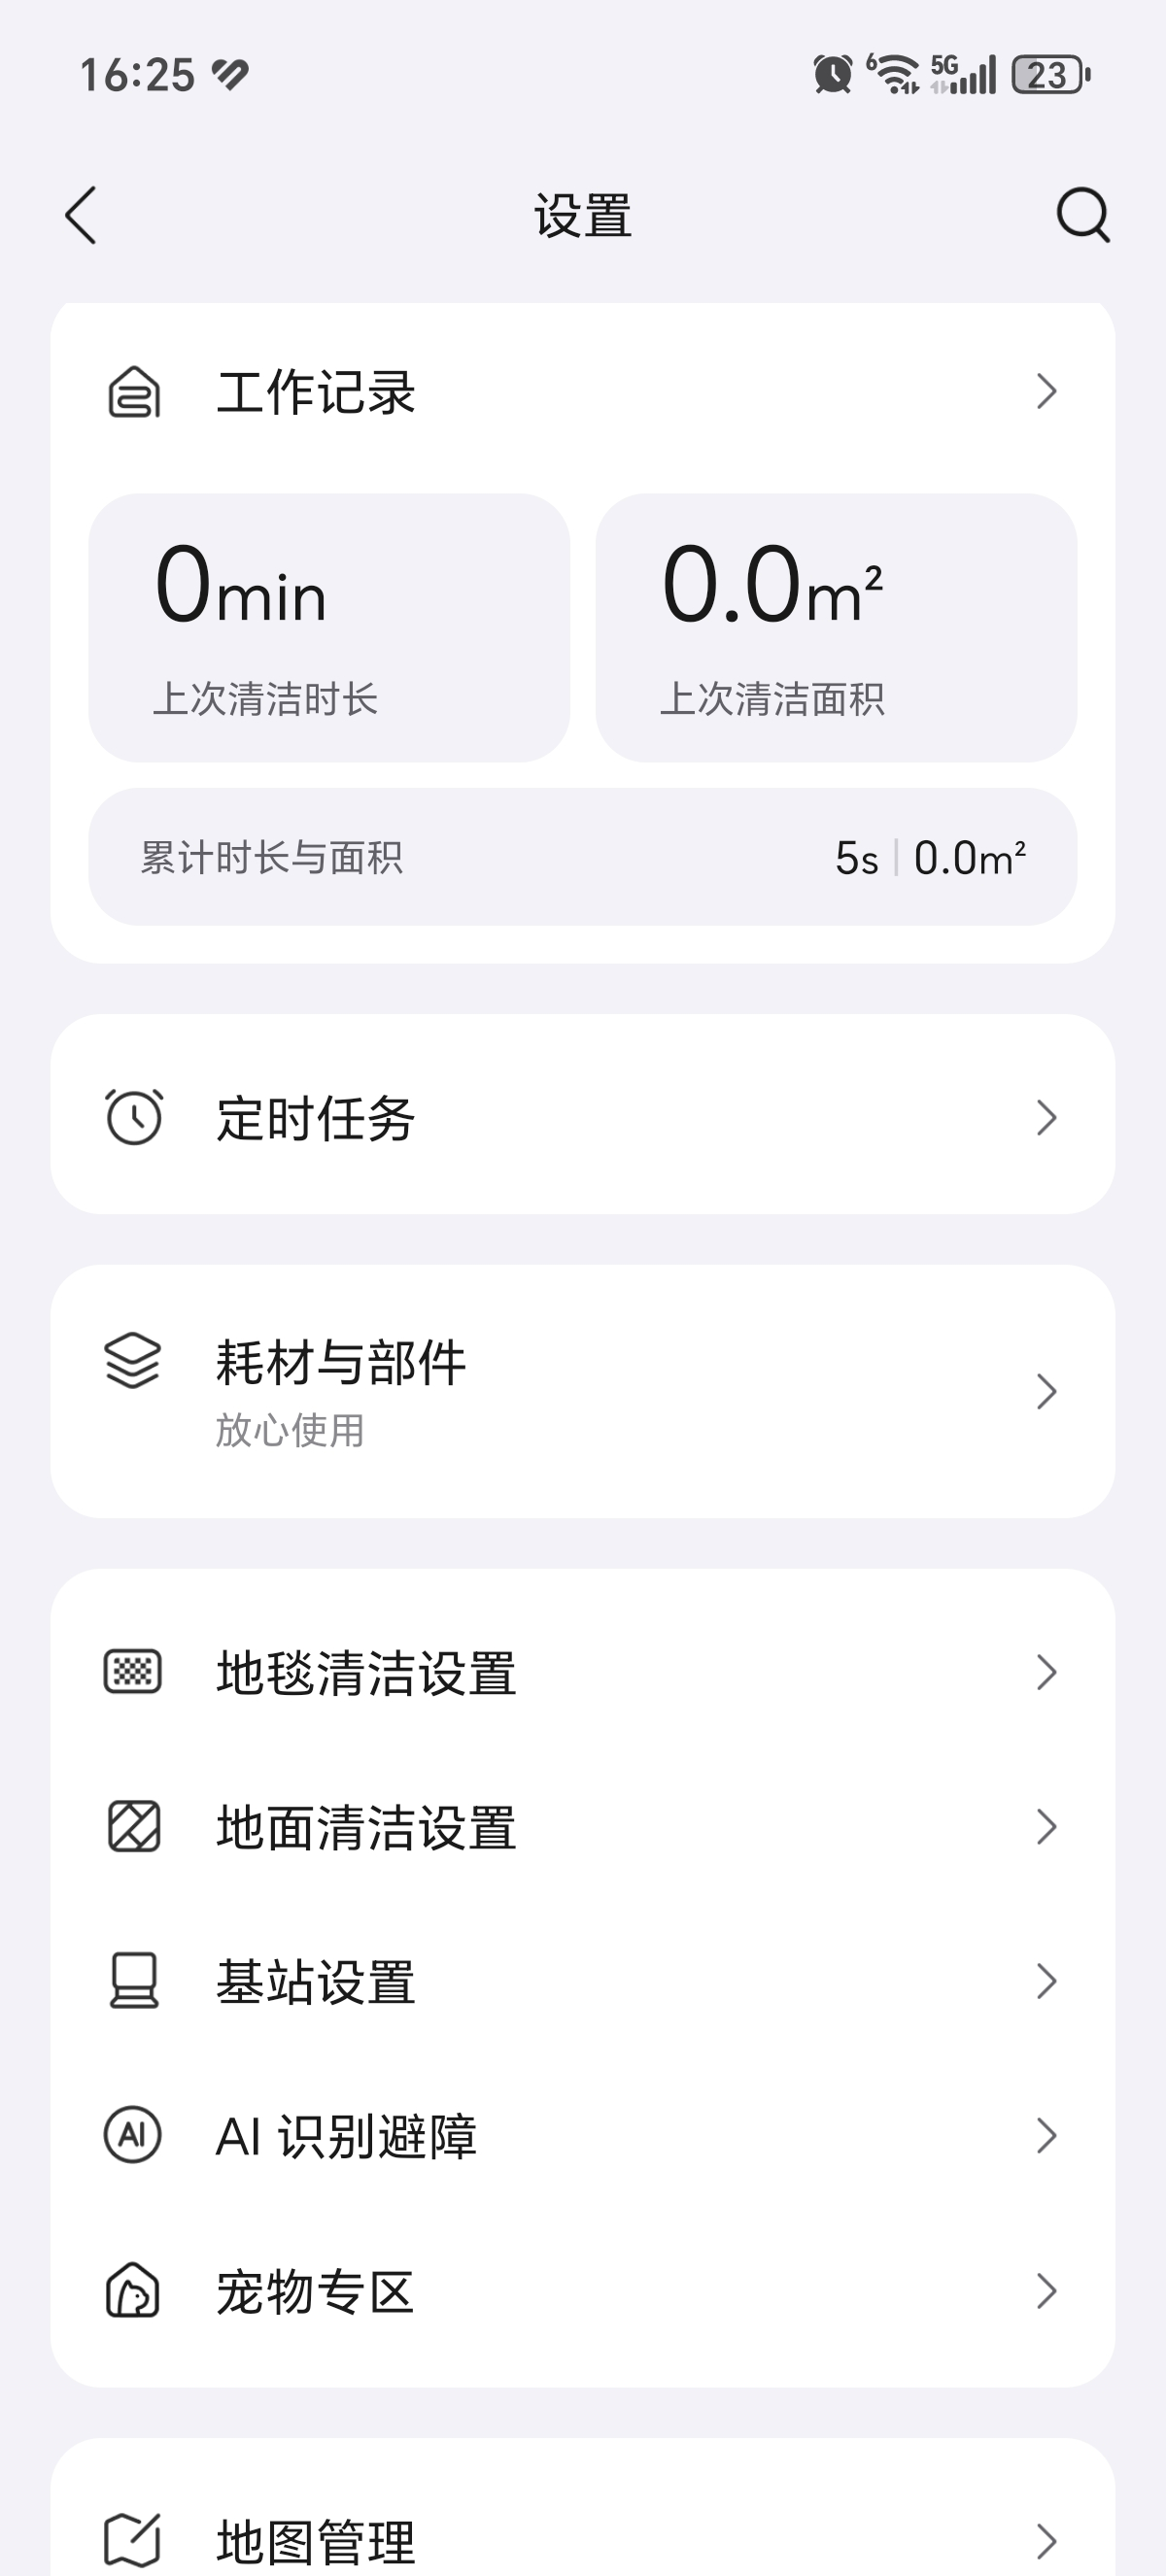 16:25
6 5G 23
设置
工作记录
0min
0.0m²
上次清洁时长
上次清洁面积
累计时长与面积 5s | 0.0m²
定时任务
耗材与部件
放心使用
地毯清洁设置
地面清洁设置
基站设置
AI AI 识别避障
宠物专区
地图管理